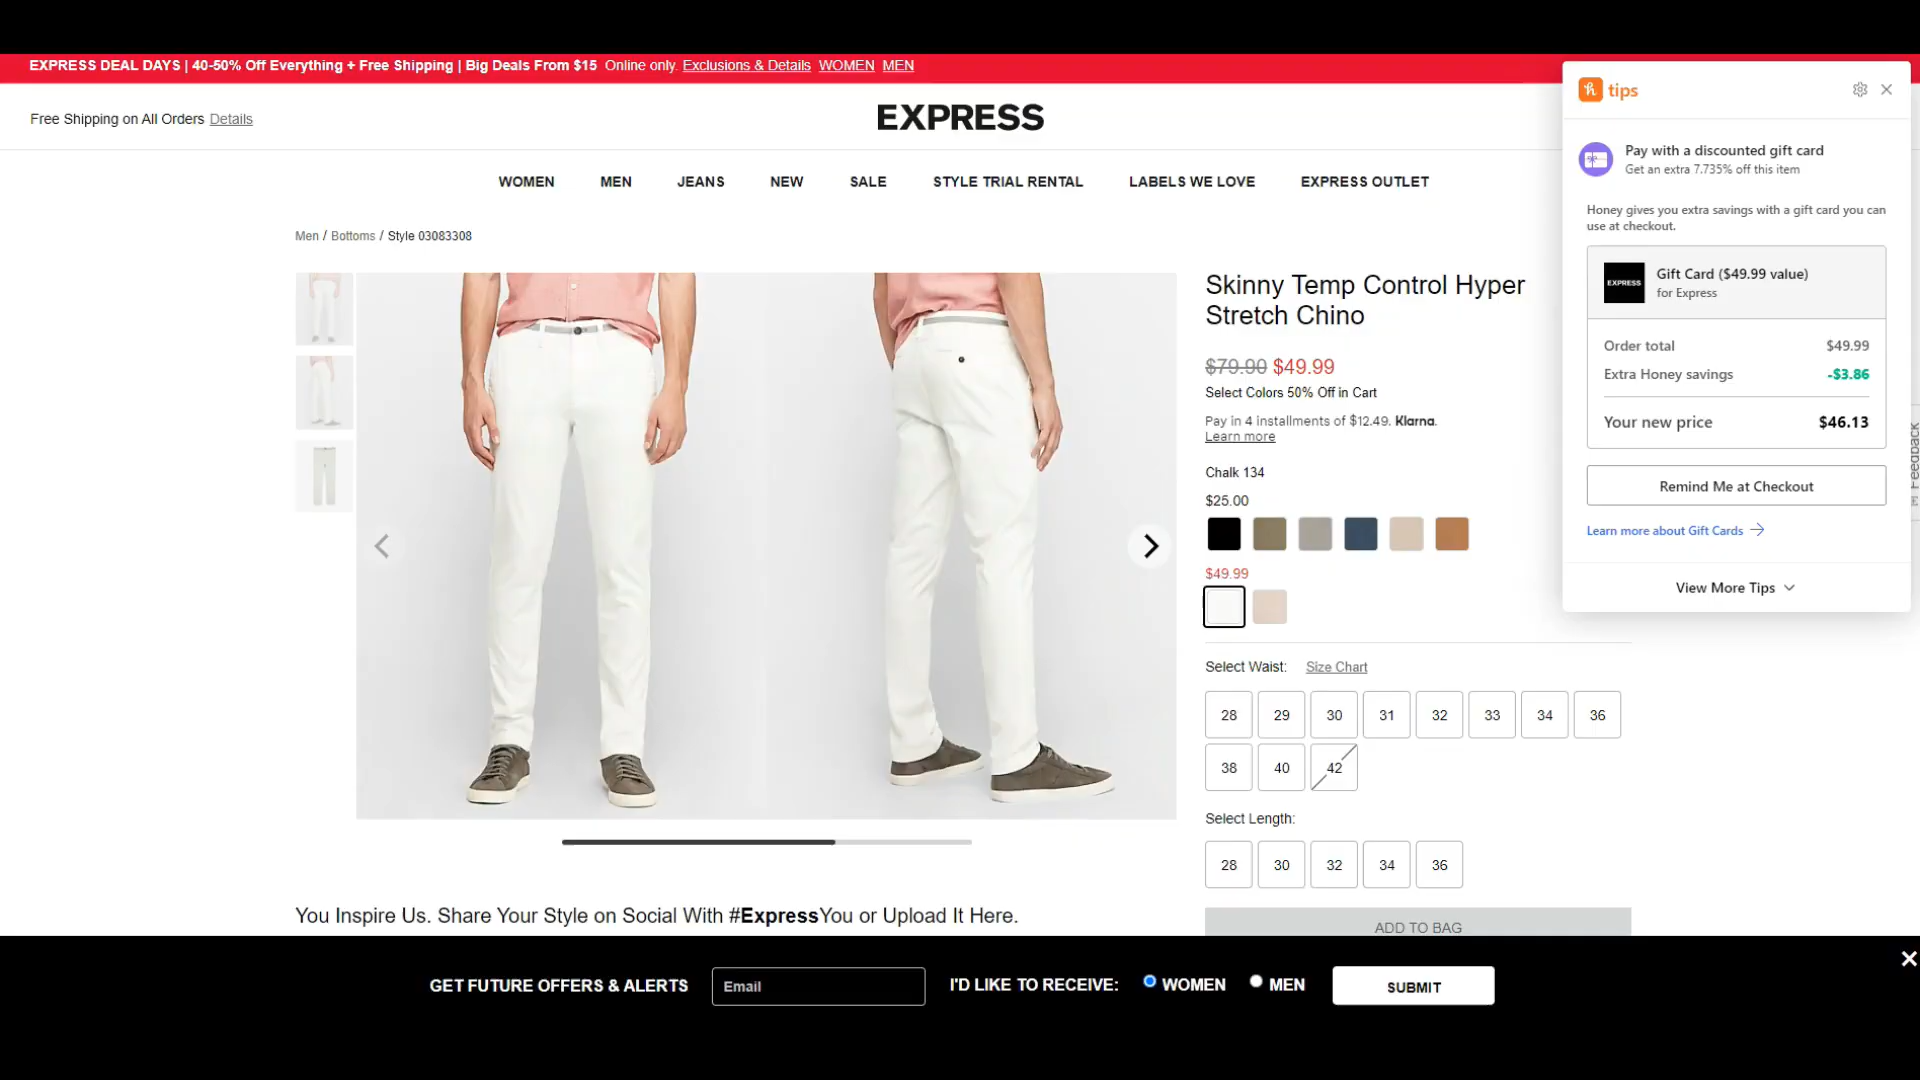 EXPRESS DEAL DAYS | 40-50% Off Everything + Free Shipping | Big Deals From $15 Online only. Exclusions & Details WOMEN MEN
Free Shipping on All Orders Details
EXPRESS
WOMEN MEN JEANS NEW SALE STYLE TRIAL RENTAL LABELS WE LOVE EXPRESS OUTLET
Men / Bottoms / Style 03083308
Skinny Temp Control Hyper
Stretch Chino
$79.90 $49.99
Select Colors 50% Off in Cart
Pay in 4 installments of $12.49. Klarna.
Learn more
Chalk 134
$25.00
$49.99
Select Waist: Size Chart
28 29 30 31 32 33 34 36
38 40 42
Select Length:
28 30 32 34 36
ADD TO BAG
You Inspire Us. Share Your Style on Social With #ExpressYou or Upload It Here.
h tips
Pay with a discounted gift card
Get an extra 7.735% off this item
Honey gives you extra savings with a gift card you can
use at checkout.
EXPRESS
Gift Card ($49.99 value)
for Express
Order total $49.99
Extra Honey savings -$3.86
Your new price $46.13
Remind Me at Checkout
Learn more about Gift Cards
View More Tips
Feedback
GET FUTURE OFFERS & ALERTS Email I'D LIKE TO RECEIVE: WOMEN MEN SUBMIT